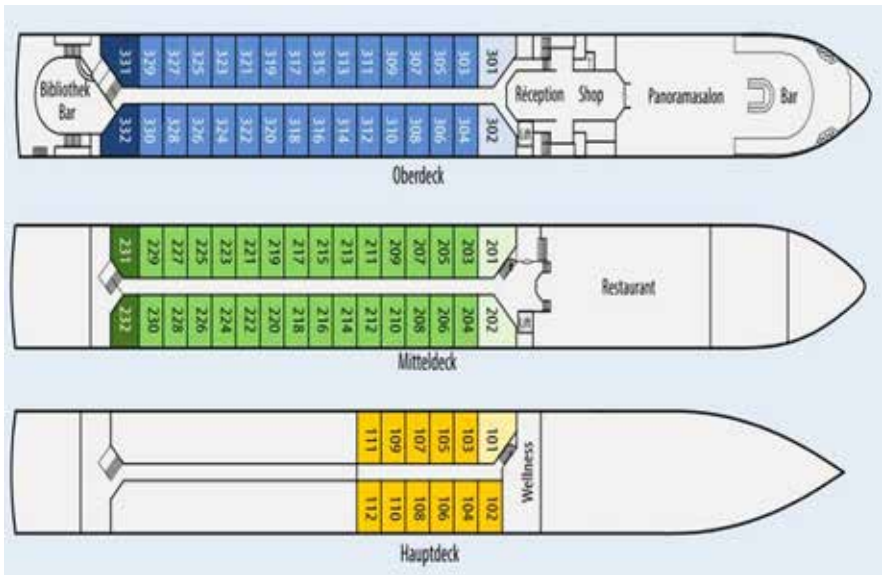 331 329 327 325 323 321 319 317 315 313 311 309 307 305 303 301
Bibliothek
Bar
Réception Shop Panoramasalon Bar
332 330 328 326 324 322 320 318 316 314 312 310 308 306 304 302
Lift
Oberdeck
231 229 227 225 223 221 219 217 215 213 211 209 207 205 203 201
Restaurant
232 230 228 226 224 222 220 218 216 214 212 210 208 206 204 202
Lift
Mitteldeck
111 109 107 105 103 101
Wellness
112 110 108 106 104 102
Hauptdeck